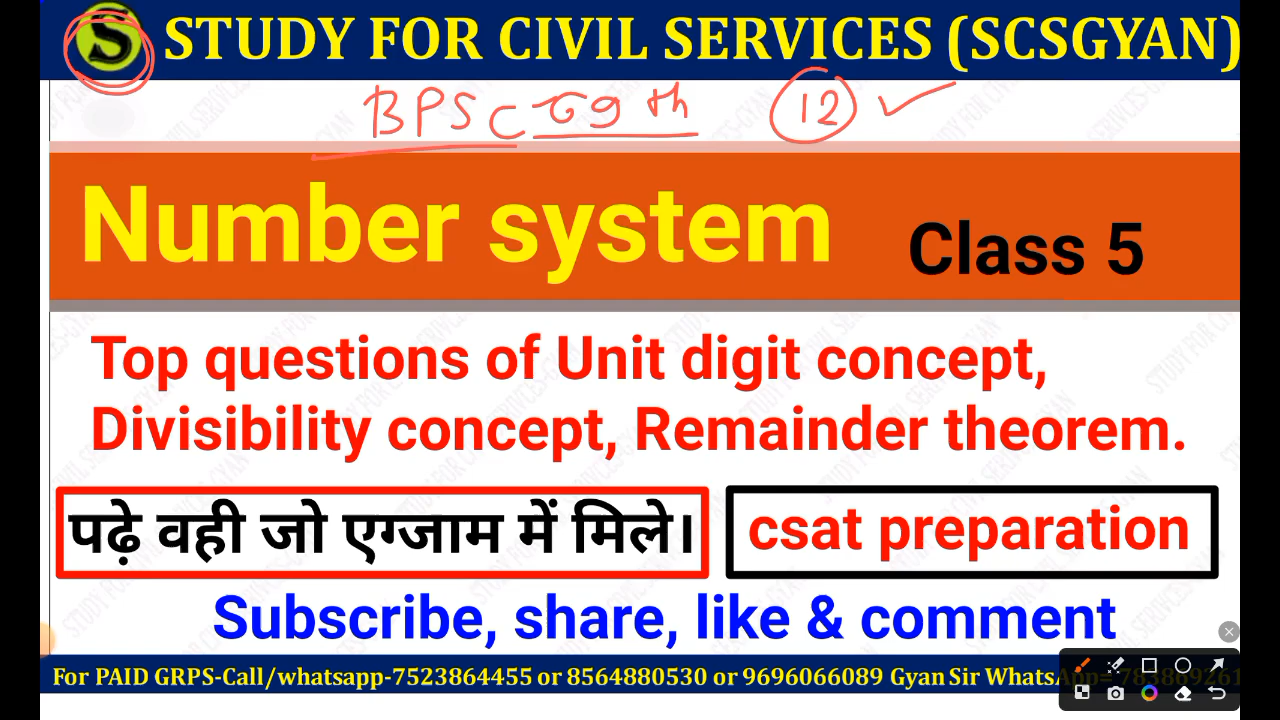 S STUDY FOR CIVIL SERVICES (SCSGYAN)
BPSC 69th 12
Number system Class 5
Top questions of Unit digit concept,
Divisibility concept, Remainder theorem.
पढ़े वही जो एग्जाम में मिले। csat preparation
Subscribe, share, like & comment
For PAID GRPS-Call/whatsapp-7523864455 or 8564880530 or 9696066089 Gyan Sir